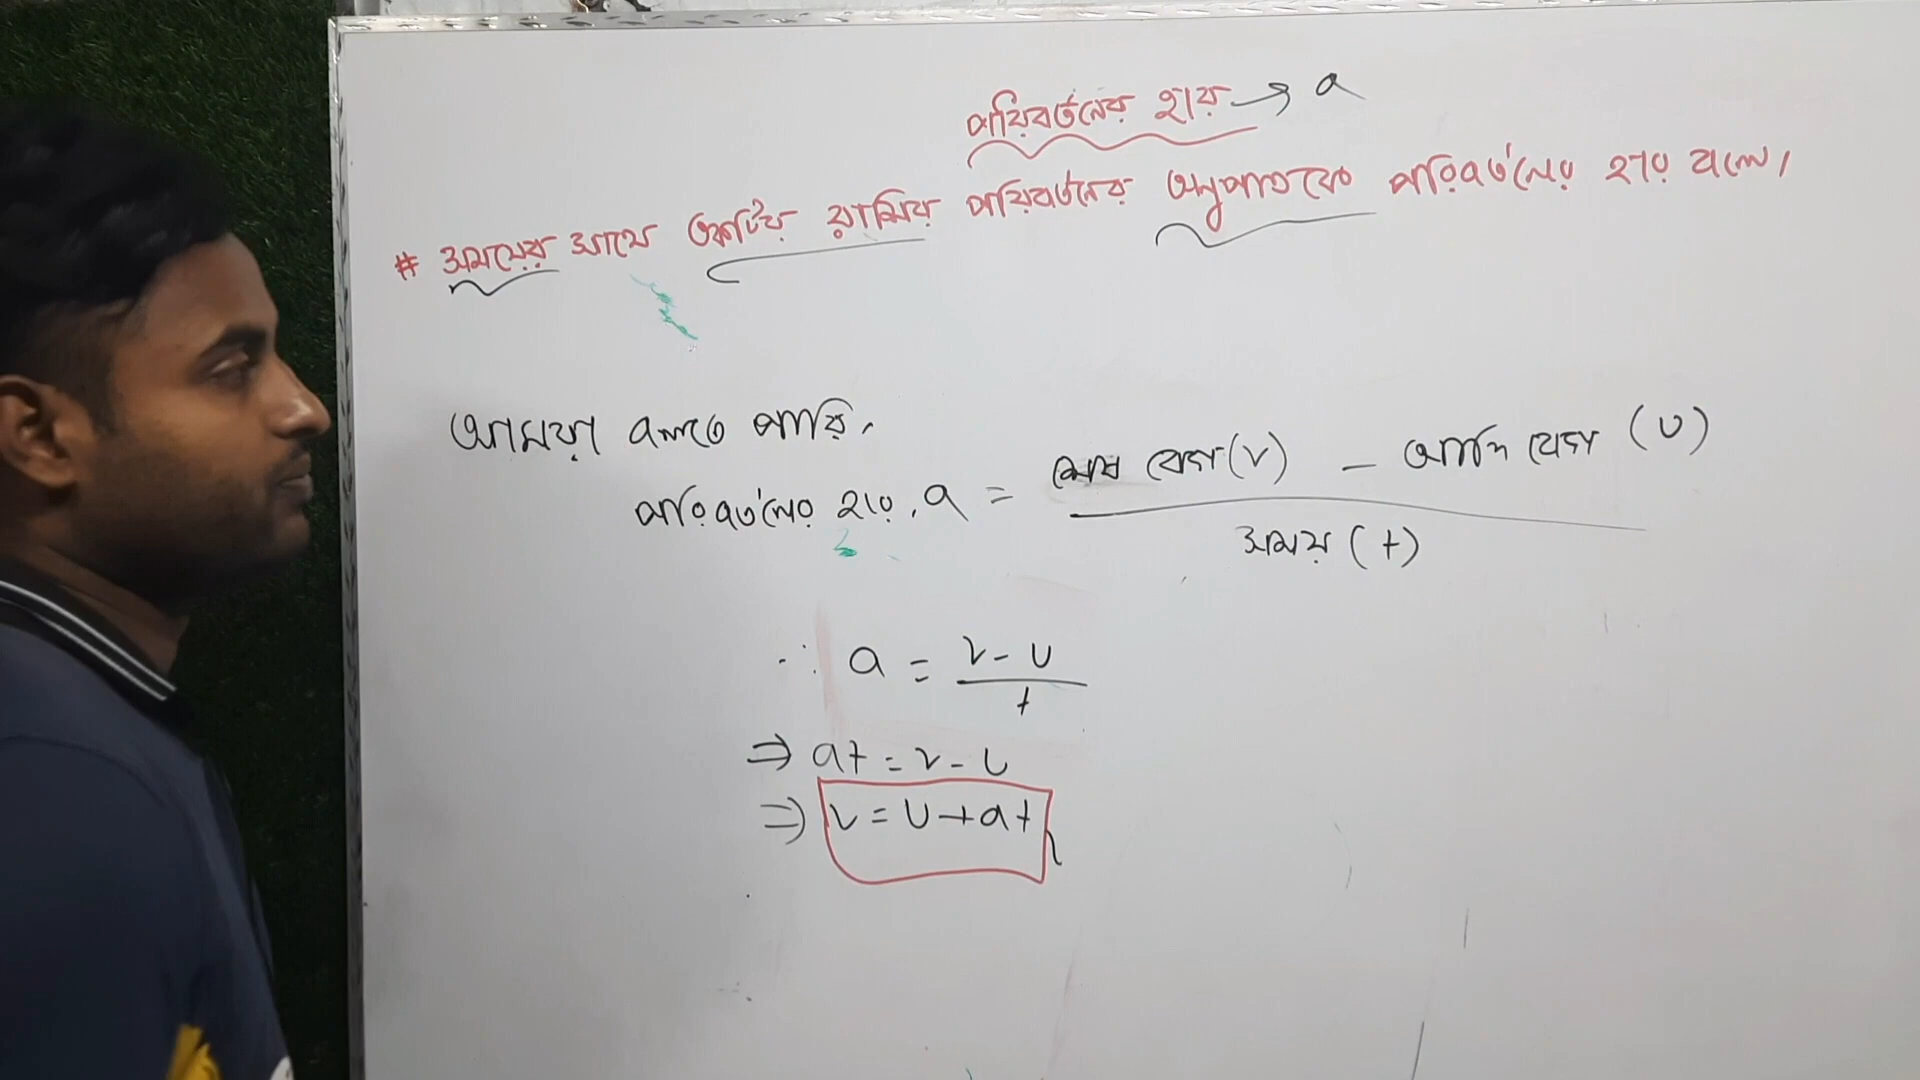 পরিবর্তনের হার → a
# সময়ের সাথে একটির রাশির পরিবর্তনের অনুপাতকে পরিবর্তনের হার বলে।
আমরা বলতে পারি,
পরিবর্তনের হার, a = শেষ বেগ (v) - আদি বেগ (u)
সময় (t)
∴ a = v - u
t
⇒ at = v - u
⇒ v = u + at